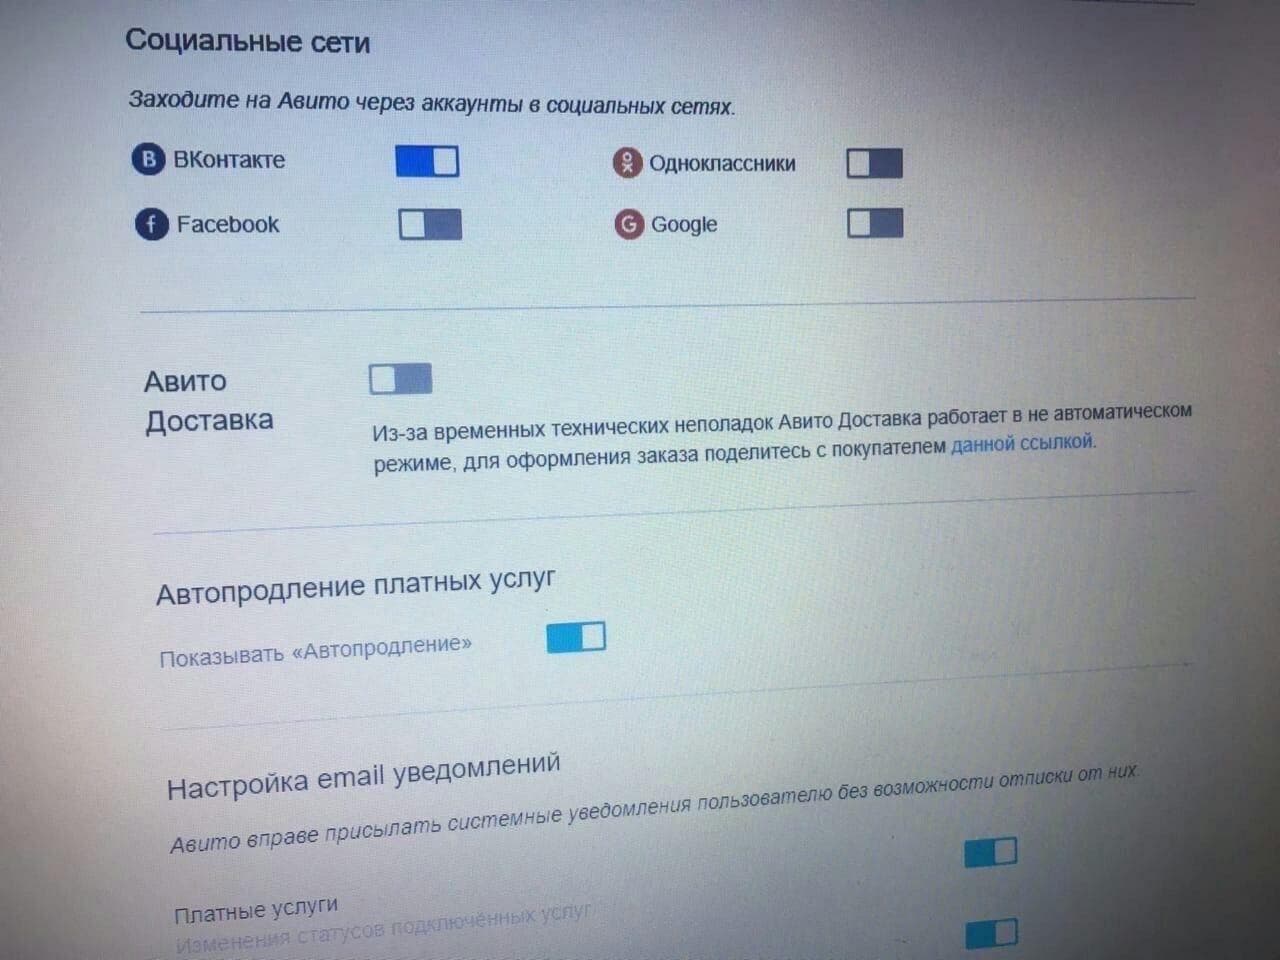 Социальные сети
Заходите на Авито через аккаунты в социальных сетях.
В ВКонтакте
Одноклассники
f Facebook
G Google
Авито
Доставка
Из-за временных технических неполадок Авито Доставка работает в не автоматическом
режиме, для оформления заказа поделитесь с покупателем данной ссылкой.
Автопродление платных услуг
Показывать «Автопродление»
Настройка email уведомлений
Авито вправе присылать системные уведомления пользователю без возможности отписки от них.
Платные услуги
Изменения статусов подключённых услуг